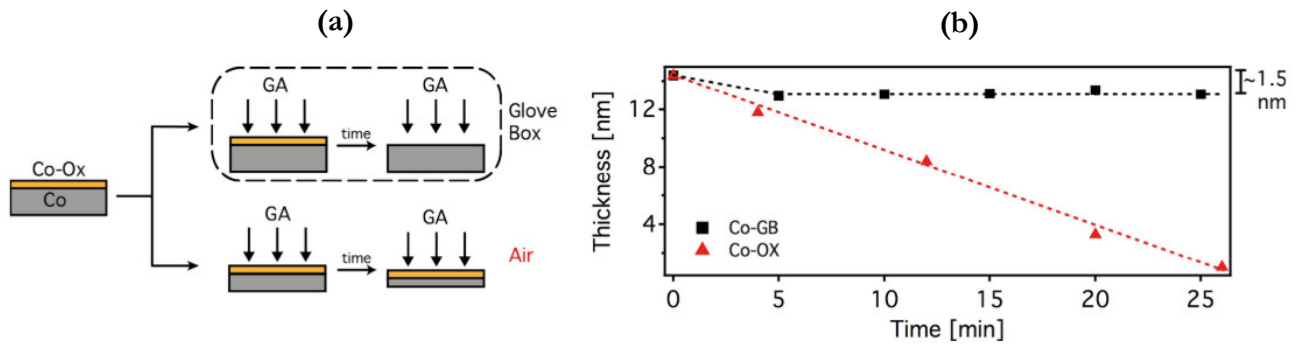 (a)
GA
GA
time
Glove
Box
Co-Ox
Co
GA
GA
time
Air
(b)
Thickness [nm]
12
8
4
~1.5
nm
Co-GB
Co-OX
0
5
10
15
20
25
Time [min]